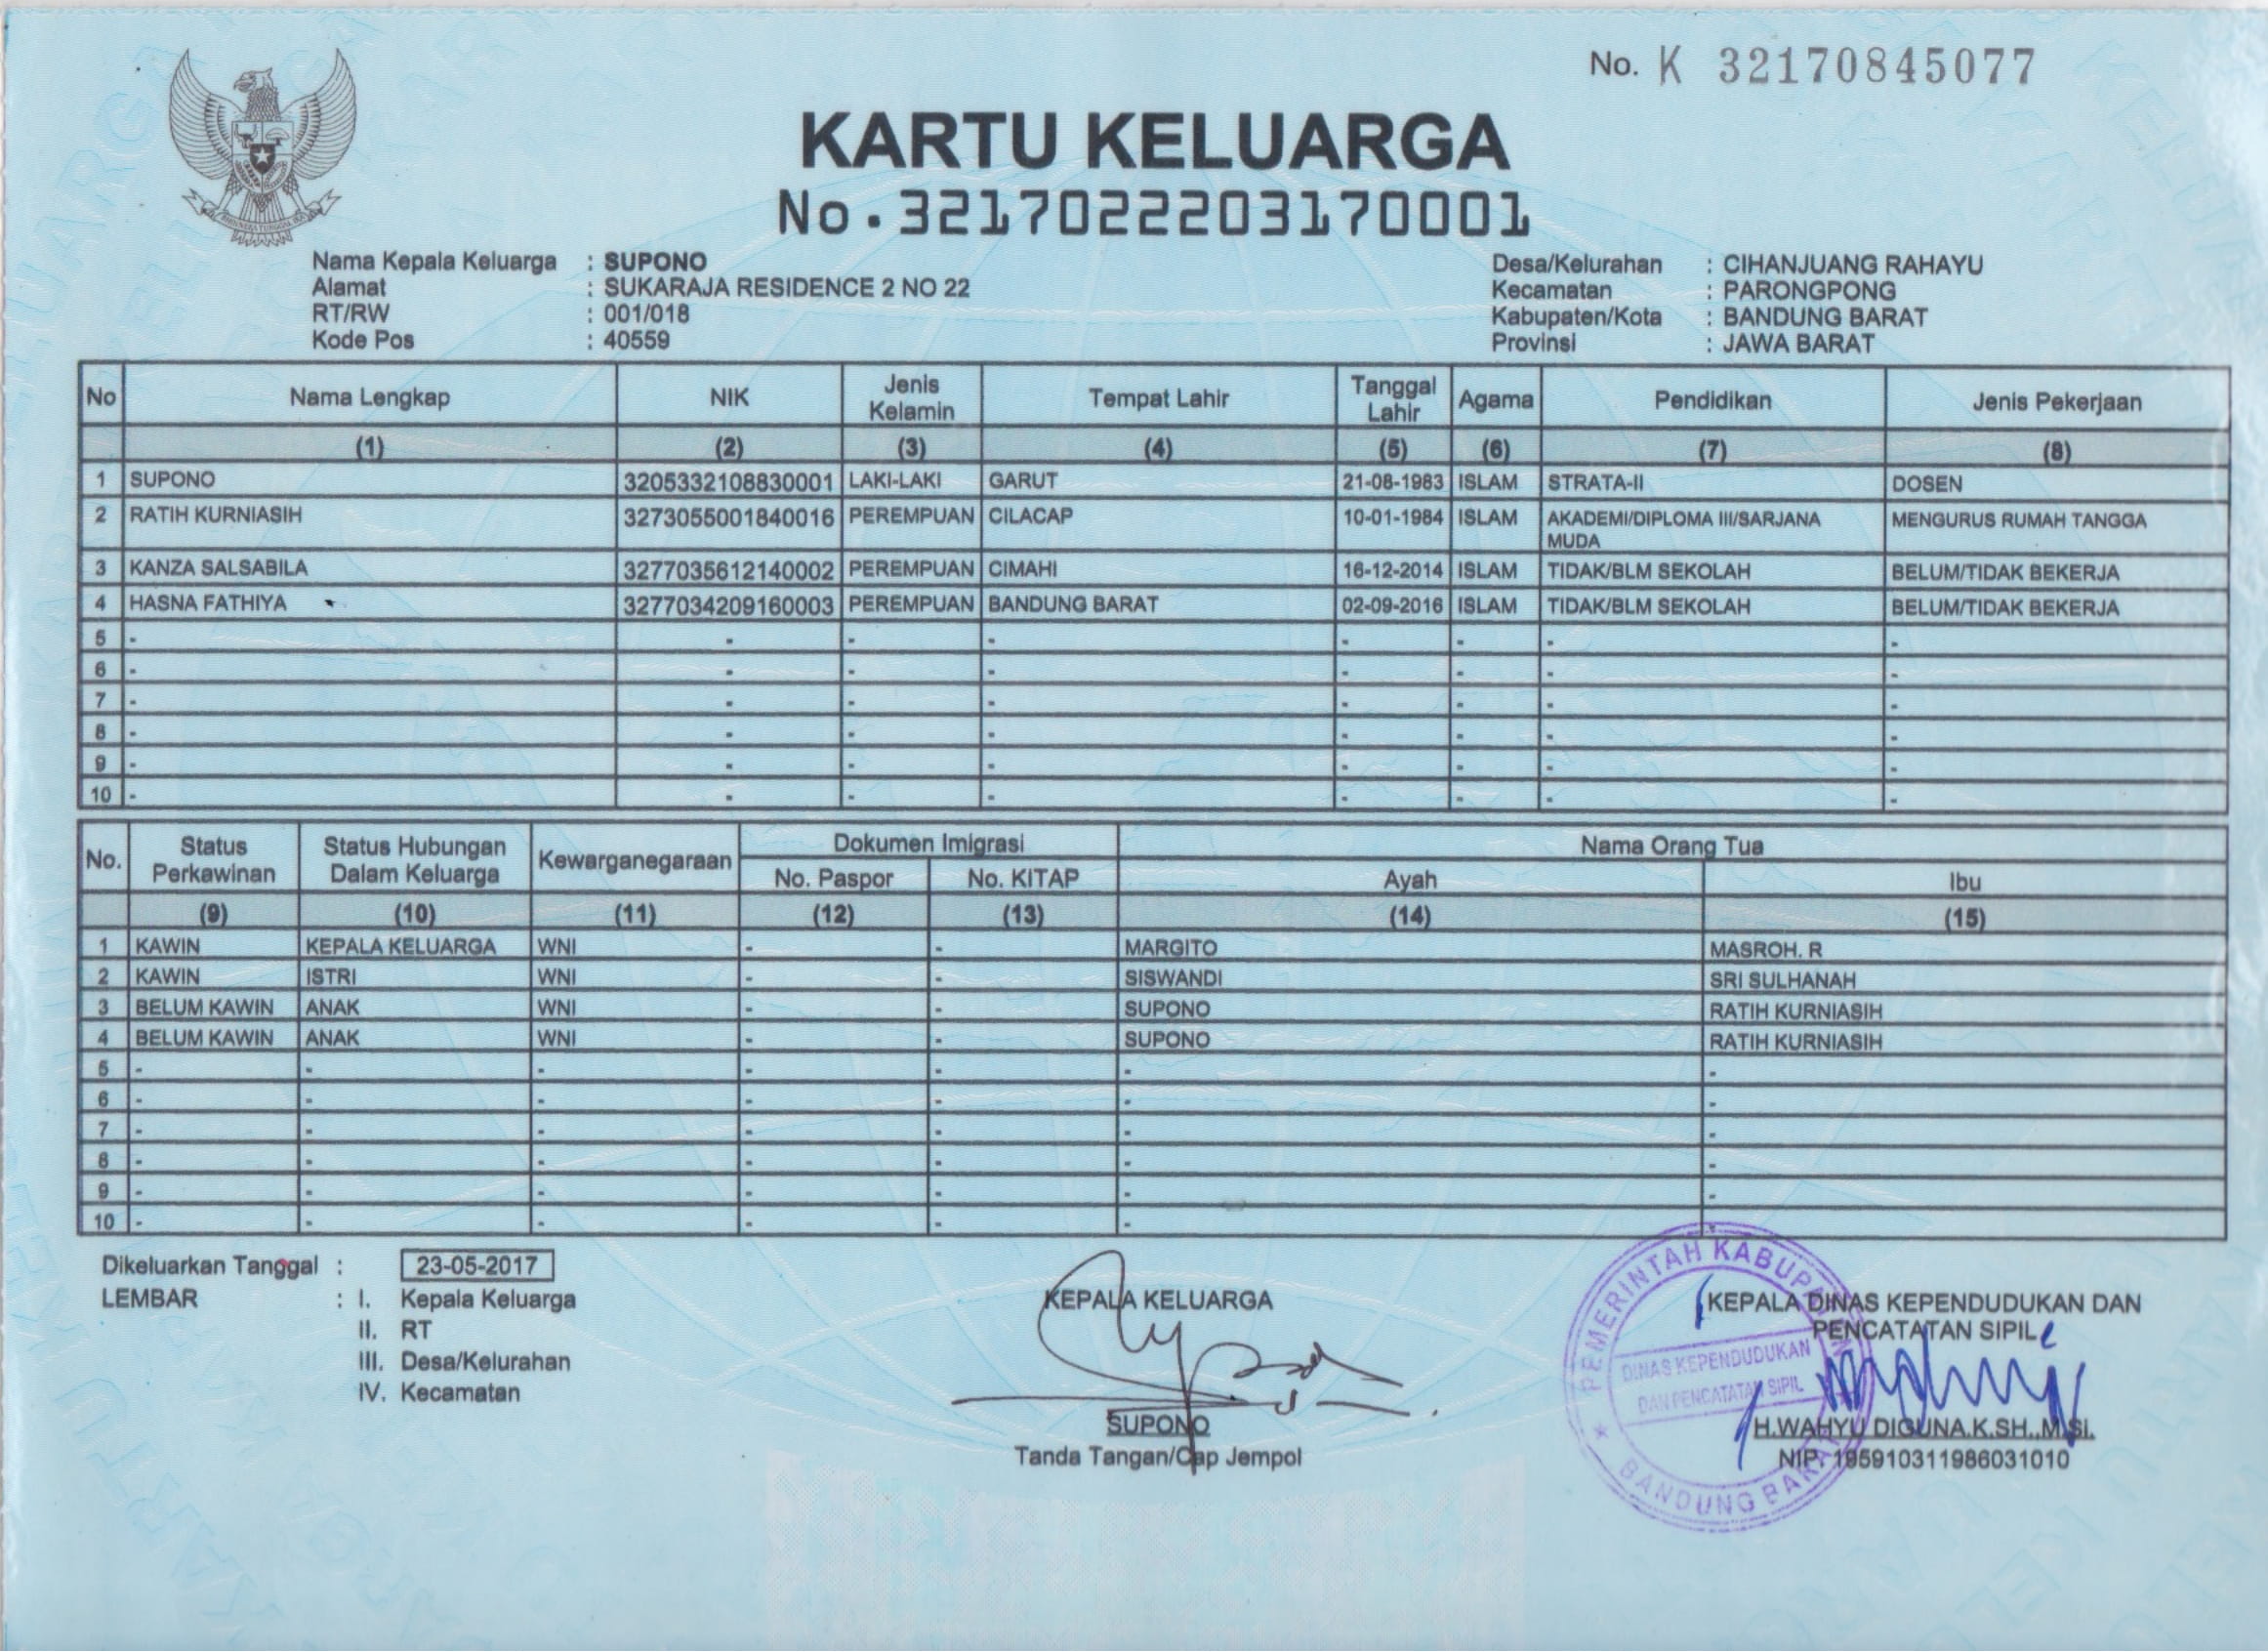 No. K 32170845077
KARTU KELUARGA
No.3217022203170001
Nama Kepala Keluarga : SUPONO
Alamat : SUKARAJA RESIDENCE 2 NO 22
RT/RW : 001/018
Kode Pos : 40559
Desa/Kelurahan : CIHANJUANG RAHAYU
Kecamatan : PARONGPONG
Kabupaten/Kota : BANDUNG BARAT
Provinsi : JAWA BARAT
No Nama Lengkap NIK Jenis Kelamin Tempat Lahir Tanggal Lahir Agama Pendidikan Jenis Pekerjaan
(1) (2) (3) (4) (5) (6) (7) (8)
1 SUPONO 3205332108830001 LAKI-LAKI GARUT 21-08-1983 ISLAM STRATA-II DOSEN
2 RATIH KURNIASIH 3273055001840016 PEREMPUAN CILACAP 10-01-1984 ISLAM AKADEMI/DIPLOMA III/SARJANA MUDA MENGURUS RUMAH TANGGA
3 KANZA SALSABILA 3277035612140002 PEREMPUAN CIMAHI 16-12-2014 ISLAM TIDAK/BLM SEKOLAH BELUM/TIDAK BEKERJA
4 HASNA FATHIYA 3277034209160003 PEREMPUAN BANDUNG BARAT 02-09-2016 ISLAM TIDAK/BLM SEKOLAH BELUM/TIDAK BEKERJA
5 - - - - - - - -
6 - - - - - - - -
7 - - - - - - - -
8 - - - - - - - -
9 - - - - - - - -
10 - - - - - - - -
No. Status Perkawinan Status Hubungan Dalam Keluarga Kewarganegaraan Dokumen Imigrasi Nama Orang Tua
No. Paspor No. KITAP Ayah Ibu
(9) (10) (11) (12) (13) (14) (15)
1 KAWIN KEPALA KELUARGA WNI - - MARGITO MASROH. R
2 KAWIN ISTRI WNI - - SISWANDI SRI SULHANAH
3 BELUM KAWIN ANAK WNI - - SUPONO RATIH KURNIASIH
4 BELUM KAWIN ANAK WNI - - SUPONO RATIH KURNIASIH
5 - - - - - - -
6 - - - - - - -
7 - - - - - - -
8 - - - - - - -
9 - - - - - - -
10 - - - - - - -
Dikeluarkan Tanggal : 23-05-2017
LEMBAR : I. Kepala Keluarga
II. RT
III. Desa/Kelurahan
IV. Kecamatan
KEPALA KELUARGA
SUPONO
Tanda Tangan/Cap Jempol
KEPALA DINAS KEPENDUDUKAN DAN
PENCATATAN SIPIL
H.WAHYU DIGUNA.K.SH.,M.Si.
NIP. 195910311986031010
PEMERINTAH KABUPATEN
DINAS KEPENDUDUKAN
DAN PENCATATAN SIPIL
BANDUNG BARAT